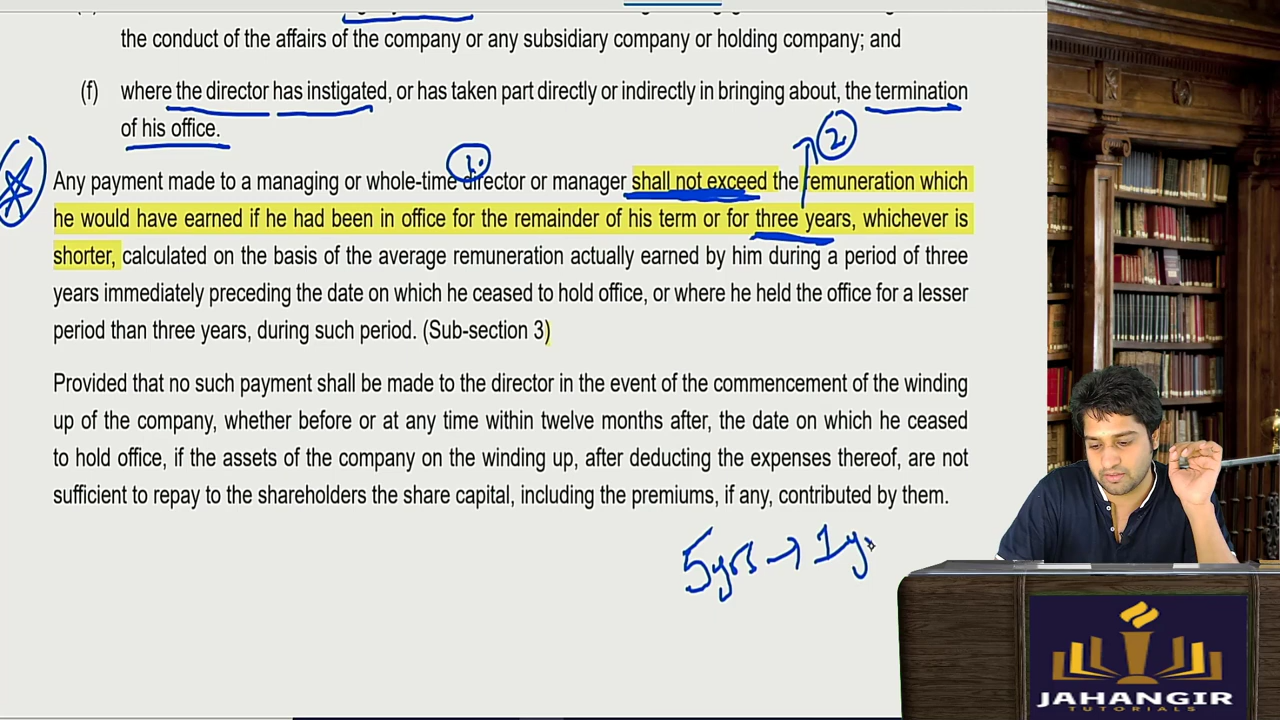 the conduct of the affairs of the company or any subsidiary company or holding company; and
(f) where the director has instigated, or has taken part directly or indirectly in bringing about, the termination
of his office.
2
1.
Any payment made to a managing or whole-time director or manager shall not exceed the remuneration which
he would have earned if he had been in office for the remainder of his term or for three years, whichever is
shorter, calculated on the basis of the average remuneration actually earned by him during a period of three
years immediately preceding the date on which he ceased to hold office, or where he held the office for a lesser
period than three years, during such period. (Sub-section 3)
Provided that no such payment shall be made to the director in the event of the commencement of the winding
up of the company, whether before or at any time within twelve months after, the date on which he ceased
to hold office, if the assets of the company on the winding up, after deducting the expenses thereof, are not
sufficient to repay to the shareholders the share capital, including the premiums, if any, contributed by them.
5yrs → 1y
JAHANGIR
TUTORIALS